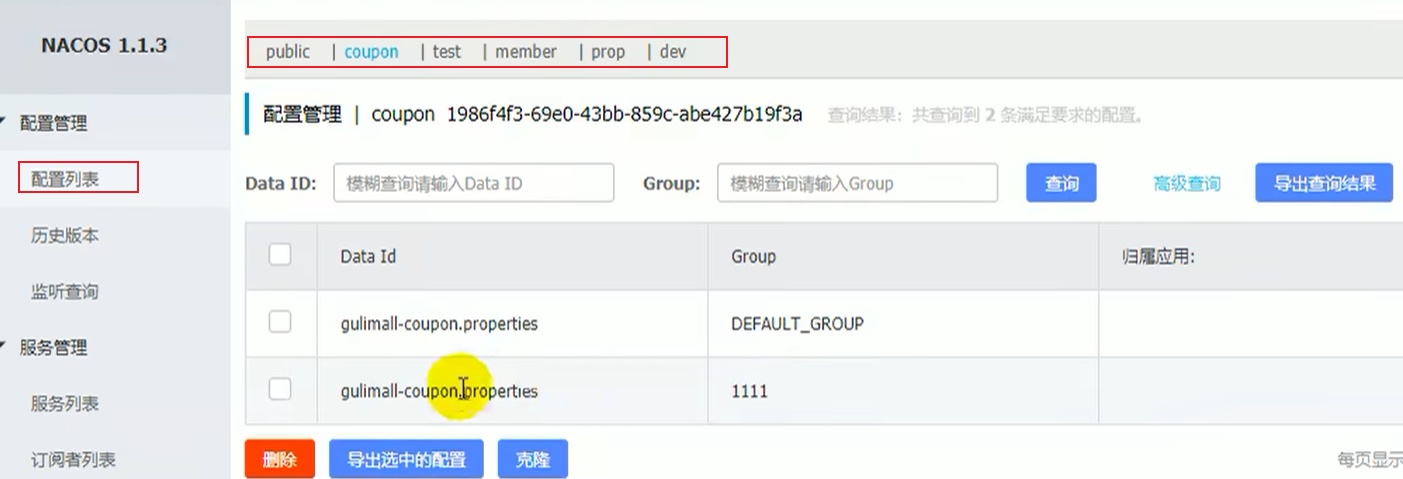 NACOS 1.1.3
配置管理
配置列表
历史版本
监听查询
服务管理
服务列表
订阅者列表
public | coupon | test | member | prop | dev
配置管理 | coupon 1986f4f3-69e0-43bb-859c-abe427b19f3a 查询结果：共查询到 2 条满足要求的配置。
Data ID: 模糊查询请输入Data ID Group: 模糊查询请输入Group 查询 高级查询 导出查询结果
Data Id Group 归属应用:
gulimall-coupon.properties DEFAULT_GROUP
gulimall-coupon.properties 1111
删除 导出选中的配置 克隆 每页显示